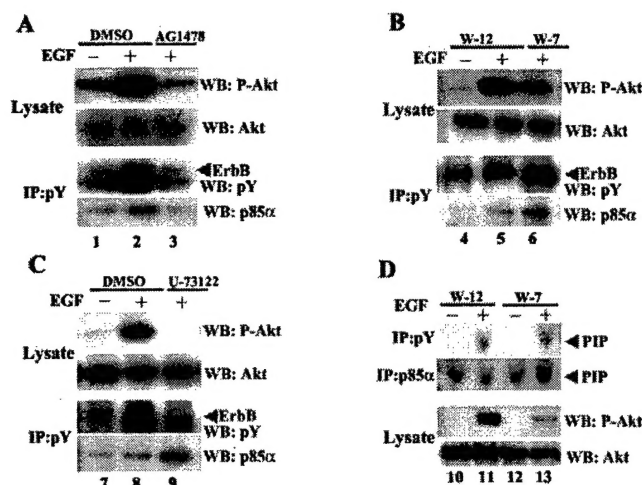 A
DMSO AG1478
EGF − + +
Lysate
WB: P-Akt
WB: Akt
IP:pY
ErbB
WB: pY
WB: p85α
1 2 3
B
W-12 W-7
EGF − + +
Lysate
WB: P-Akt
WB: Akt
IP:pY
ErbB
WB: pY
WB: p85α
4 5 6
C
DMSO U-73122
EGF − + +
Lysate
WB: P-Akt
WB: Akt
IP:pY
ErbB
WB: pY
WB: p85α
7 8 9
D
W-12 W-7
EGF − + − +
IP:pY PIP
IP:p85α PIP
Lysate
WB: P-Akt
WB: Akt
10 11 12 13